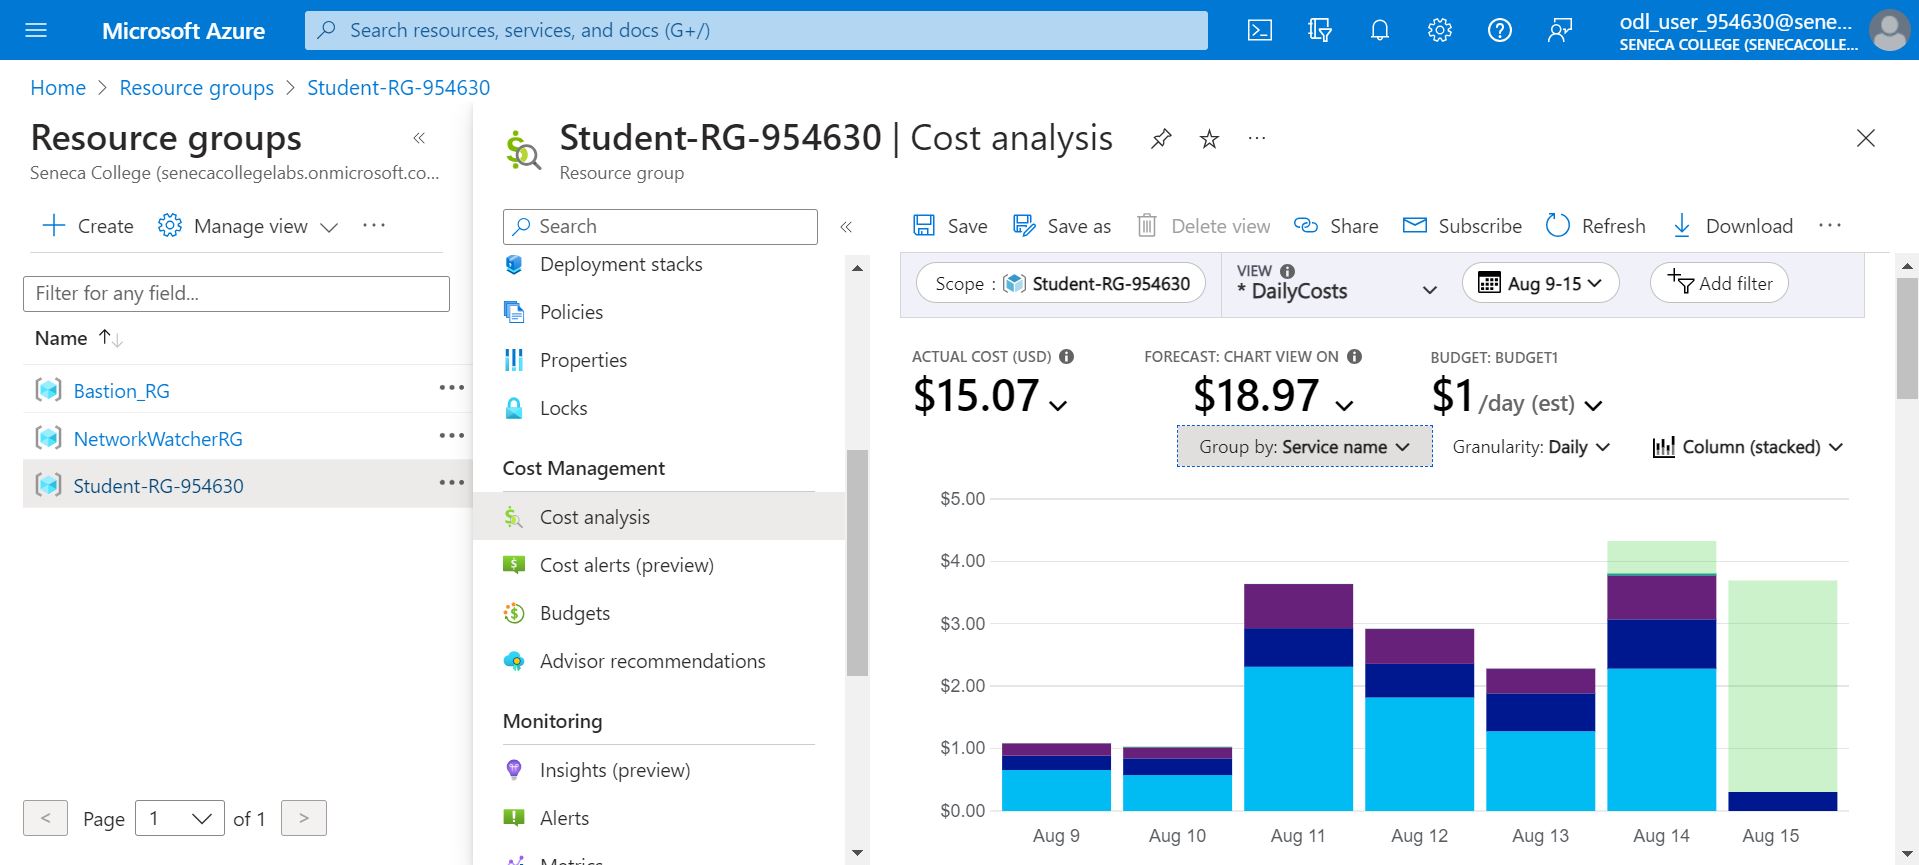 Microsoft Azure
Search resources, services, and docs (G+/)
odl_user_954630@sene...
SENECA COLLEGE (SENECACOLLE...
Home > Resource groups > Student-RG-954630
Resource groups
Seneca College (senecacollegelabs.onmicrosoft.co...
Create
Manage view
Filter for any field...
Name
Bastion_RG
NetworkWatcherRG
Student-RG-954630
< Page 1 of 1 >
Student-RG-954630 | Cost analysis
Resource group
Search
Deployment stacks
Policies
Properties
Locks
Cost Management
Cost analysis
Cost alerts (preview)
Budgets
Advisor recommendations
Monitoring
Insights (preview)
Alerts
Metrics
Save
Save as
Delete view
Share
Subscribe
Refresh
Download
Scope : Student-RG-954630
VIEW
* DailyCosts
Aug 9-15
Add filter
ACTUAL COST (USD)
$15.07
FORECAST: CHART VIEW ON
$18.97
BUDGET: BUDGET1
$1 /day (est)
Group by: Service name
Granularity: Daily
Column (stacked)
$5.00
$4.00
$3.00
$2.00
$1.00
$0.00
Aug 9
Aug 10
Aug 11
Aug 12
Aug 13
Aug 14
Aug 15